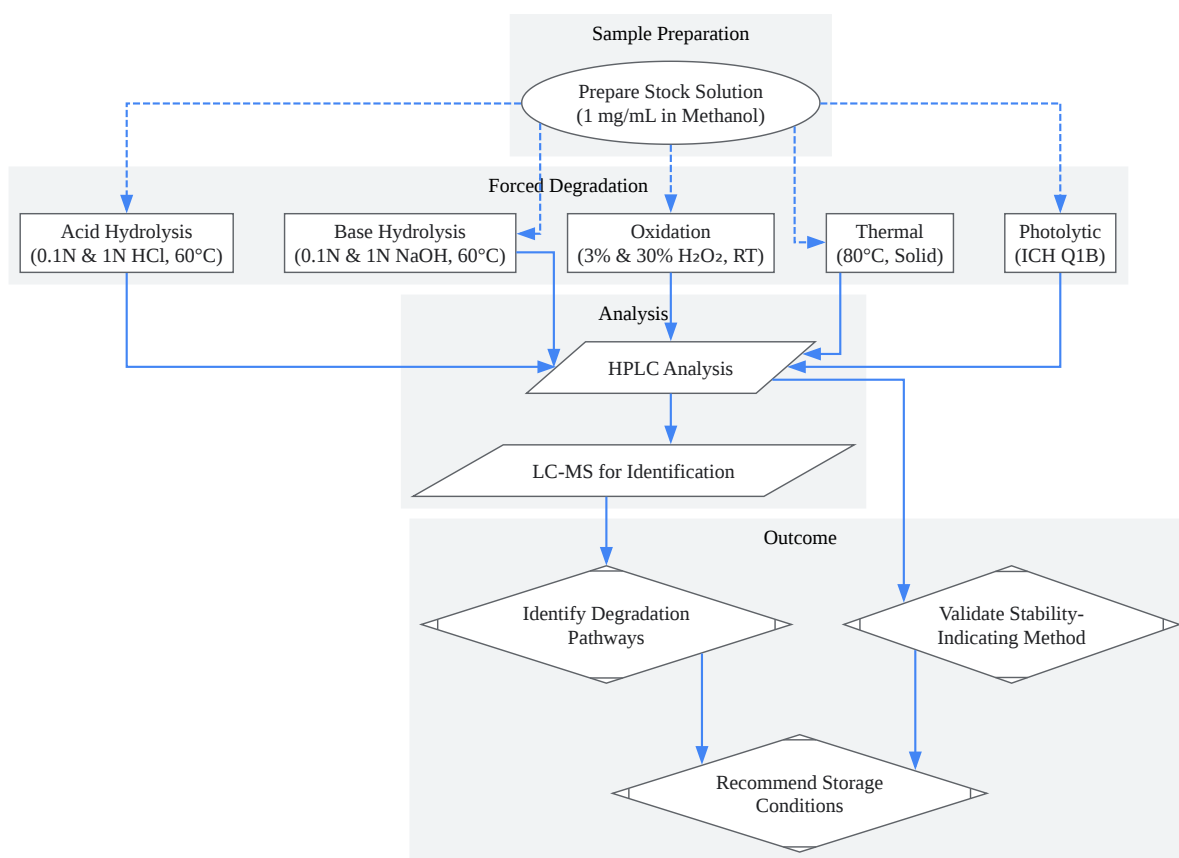 Sample Preparation
Prepare Stock Solution
(1 mg/mL in Methanol)
Forced Degradation
Acid Hydrolysis
(0.1N & 1N HCl, 60°C)
Base Hydrolysis
(0.1N & 1N NaOH, 60°C)
Oxidation
(3% & 30% H₂O₂, RT)
Thermal
(80°C, Solid)
Photolytic
(ICH Q1B)
Analysis
HPLC Analysis
LC-MS for Identification
Outcome
Identify Degradation
Pathways
Validate Stability-
Indicating Method
Recommend Storage
Conditions